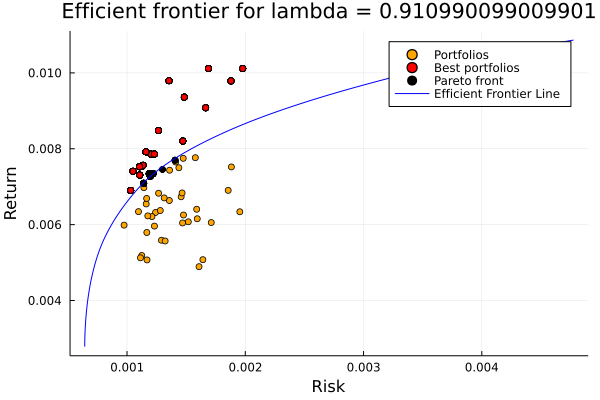 Efficient frontier for lambda = 0.910990099009901
Portfolios
Best portfolios
Pareto front
Efficient Frontier Line
Return
0.010
0.008
0.006
0.004
0.001
0.002
0.003
0.004
Risk